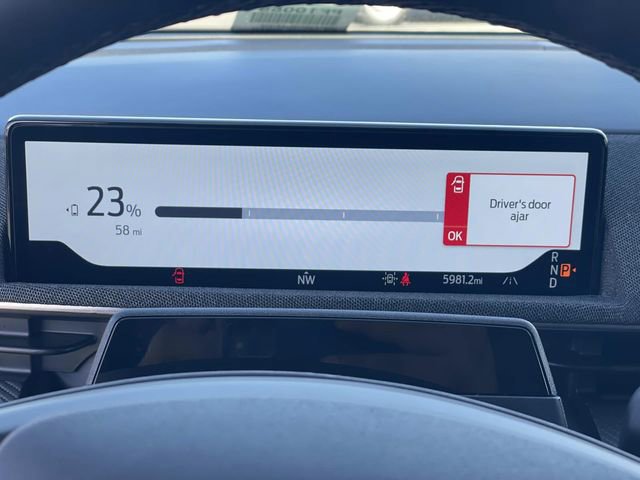 23%
58 mi
Driver's door
ajar
OK
NW
5981.2mi
R
N
P
D